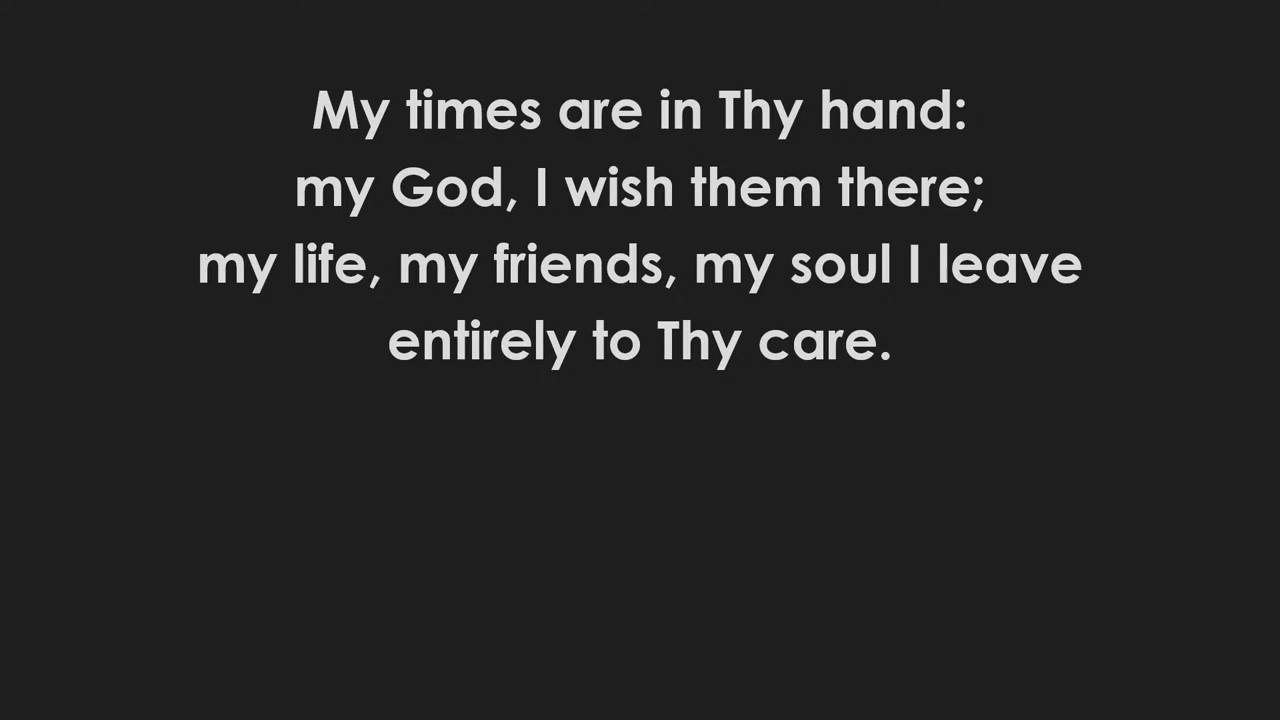 My times are in Thy hand:
my God, I wish them there;
my life, my friends, my soul I leave
entirely to Thy care.